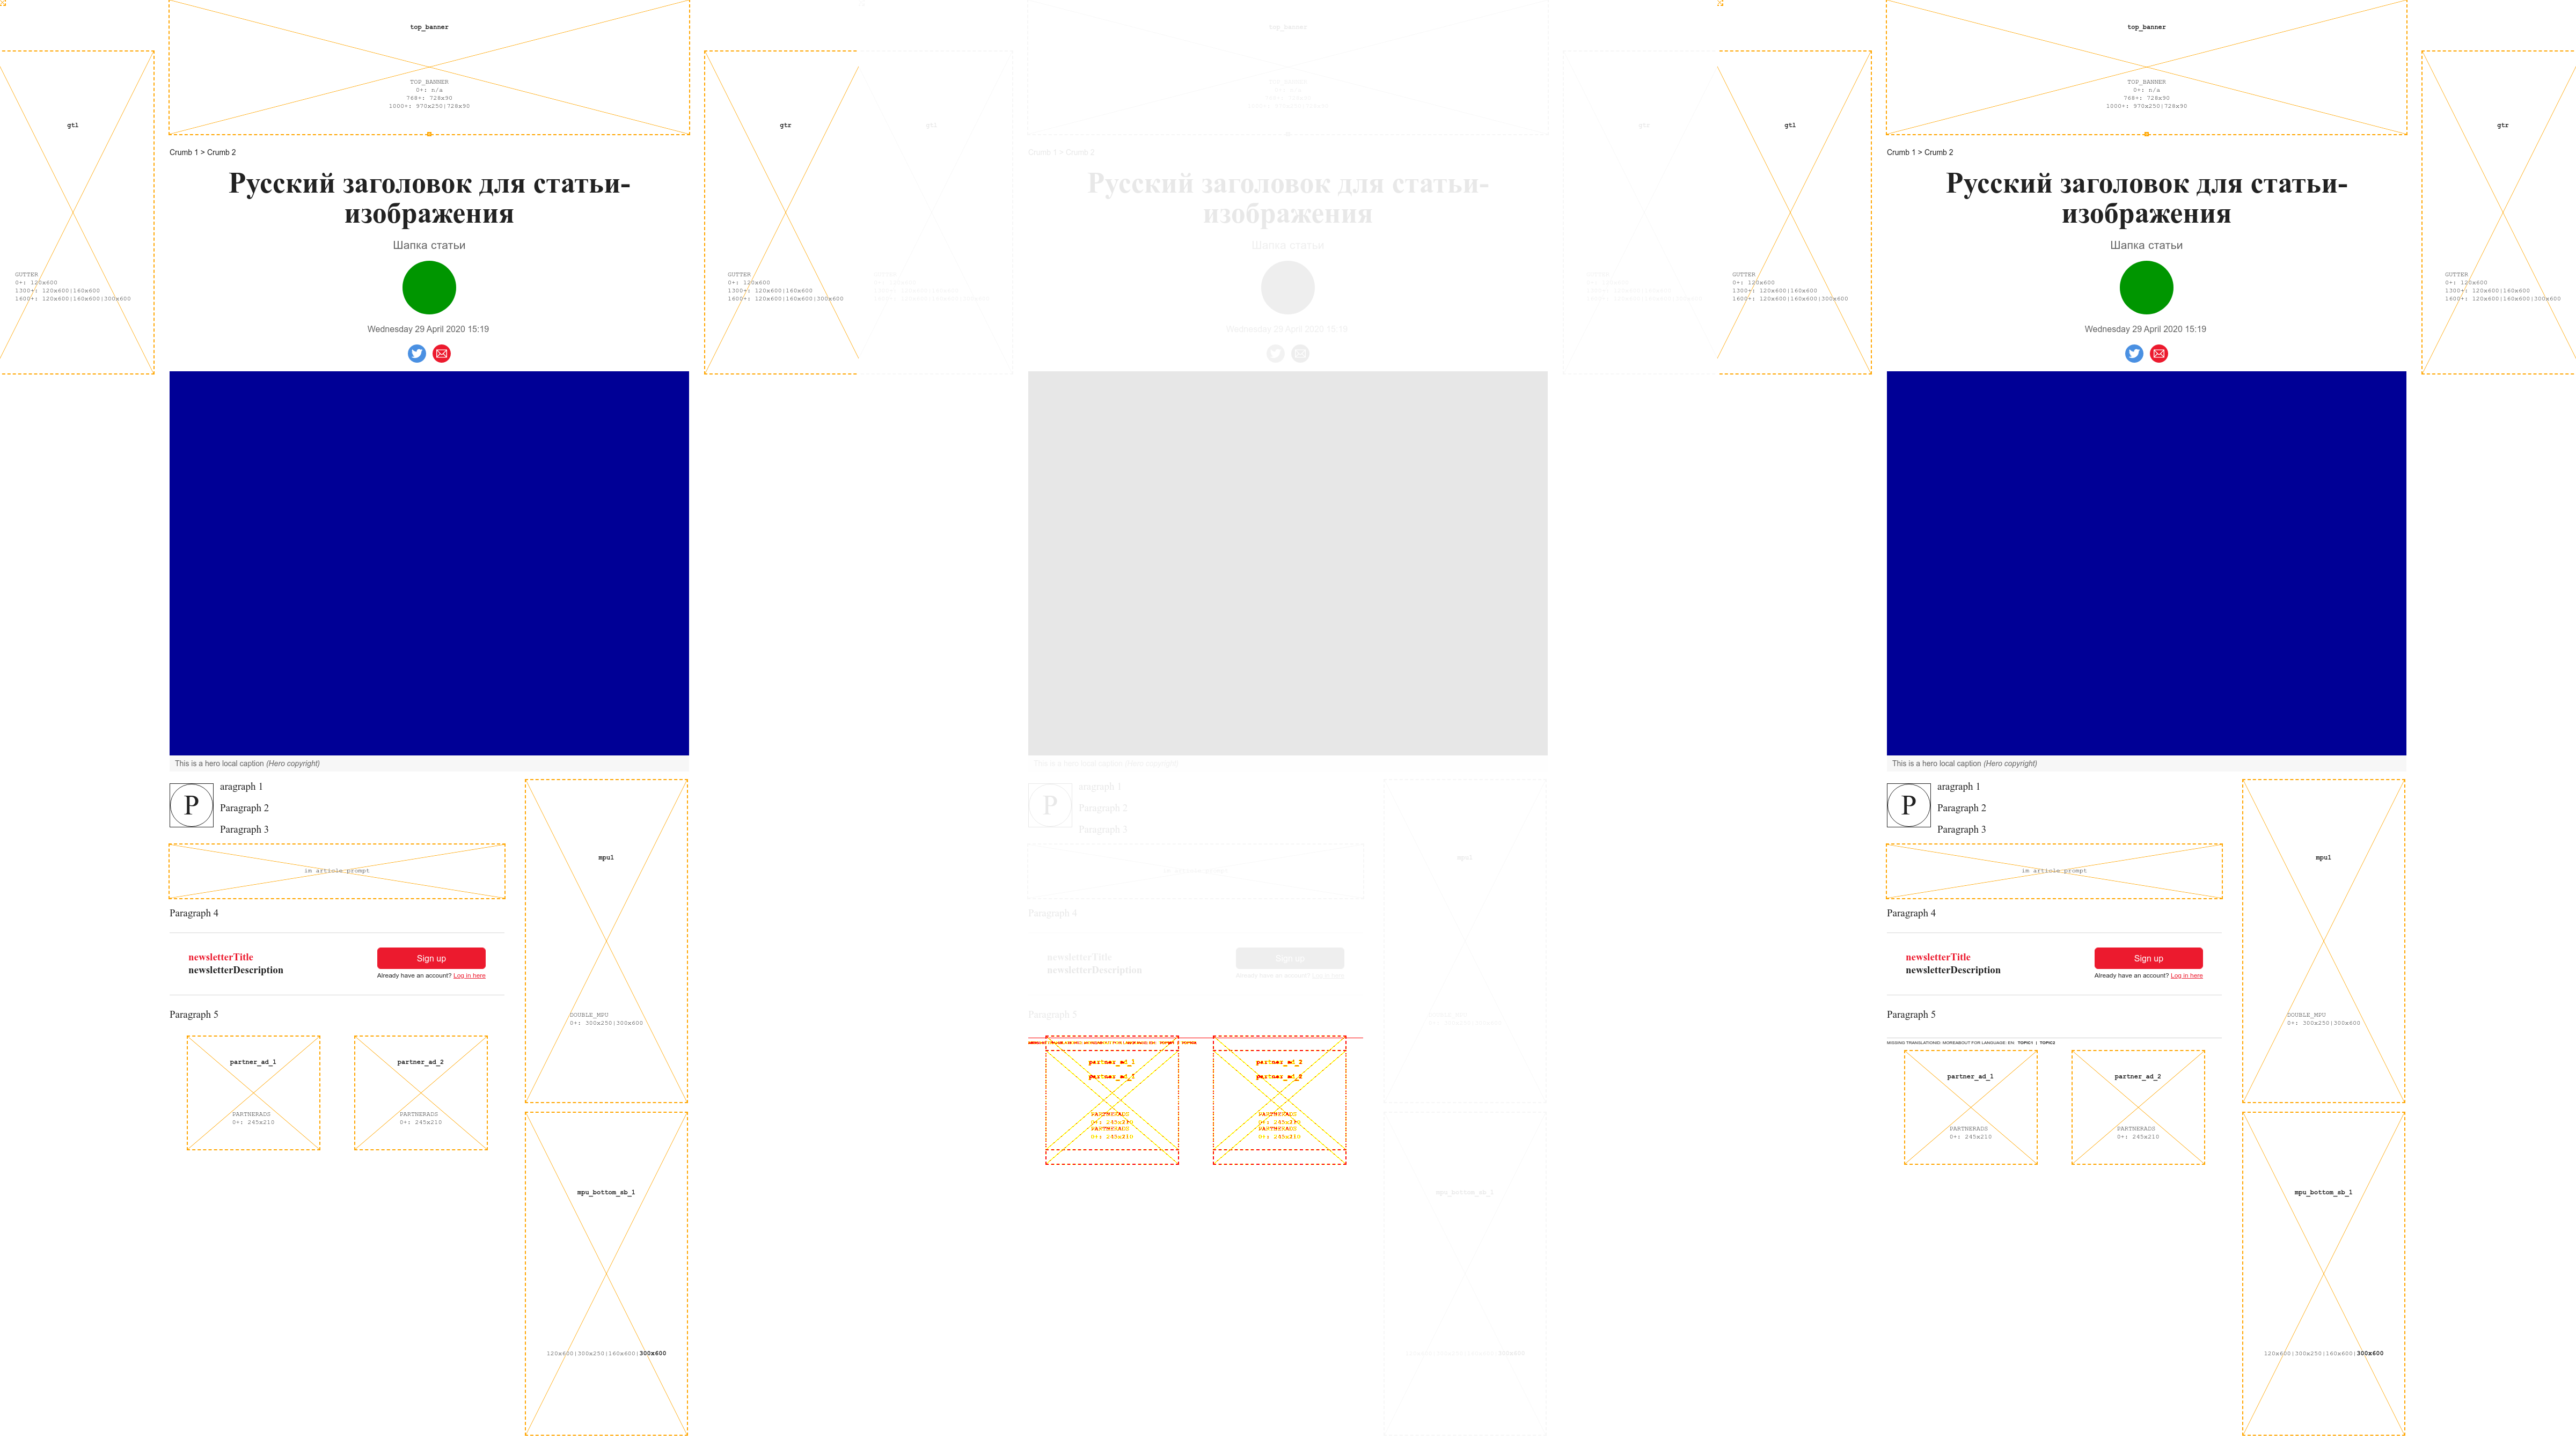 top_banner
TOP_BANNER
0+: n/a
768+: 728x90
1000+: 970x250|728x90
gtl
GUTTER
0+: 120x600
1300+: 120x600|160x600
1600+: 120x600|160x600|300x600
gtr
GUTTER
0+: 120x600
1300+: 120x600|160x600
1600+: 120x600|160x600|300x600
Crumb 1 > Crumb 2
Русский заголовок для статьи-
изображения
Шапка статьи
Wednesday 29 April 2020 15:19
This is a hero local caption (Hero copyright)
P
aragraph 1
Paragraph 2
Paragraph 3
im article prompt
Paragraph 4
newsletterTitle
newsletterDescription
Sign up
Already have an account? Log in here
Paragraph 5
partner_ad_1
PARTNERADS
0+: 245x210
partner_ad_2
PARTNERADS
0+: 245x210
mpu1
DOUBLE_MPU
0+: 300x250|300x600
mpu_bottom_sb_1
120x600|300x250|160x600|300x600
top_banner
gtl
gtr
Crumb 1 > Crumb 2
Русский заголовок для статьи-
изображения
Шапка статьи
Wednesday 29 April 2020 15:19
This is a hero local caption (Hero copyright)
P
aragraph 1
Paragraph 2
Paragraph 3
Paragraph 4
newsletterTitle
newsletterDescription
Sign up
Already have an account? Log in here
Paragraph 5
partner_ad_1
partner_ad_1
PARTNERADS
0+: 245x210
PARTNERADS
0+: 245x210
partner_ad_2
partner_ad_2
PARTNERADS
0+: 245x210
PARTNERADS
0+: 245x210
mpu1
mpu_bottom_sb_1
top_banner
TOP_BANNER
0+: n/a
768+: 728x90
1000+: 970x250|728x90
gtl
GUTTER
0+: 120x600
1300+: 120x600|160x600
1600+: 120x600|160x600|300x600
gtr
GUTTER
0+: 120x600
1300+: 120x600|160x600
1600+: 120x600|160x600|300x600
Crumb 1 > Crumb 2
Русский заголовок для статьи-
изображения
Шапка статьи
Wednesday 29 April 2020 15:19
This is a hero local caption (Hero copyright)
P
aragraph 1
Paragraph 2
Paragraph 3
im article prompt
Paragraph 4
newsletterTitle
newsletterDescription
Sign up
Already have an account? Log in here
Paragraph 5
MISSING TRANSLATIONS! MOREABOUT FOR LANGUAGE: EN: TOPIC1 | TOPIC2
partner_ad_1
PARTNERADS
0+: 245x210
partner_ad_2
PARTNERADS
0+: 245x210
mpu1
DOUBLE_MPU
0+: 300x250|300x600
mpu_bottom_sb_1
120x600|300x250|160x600|300x600